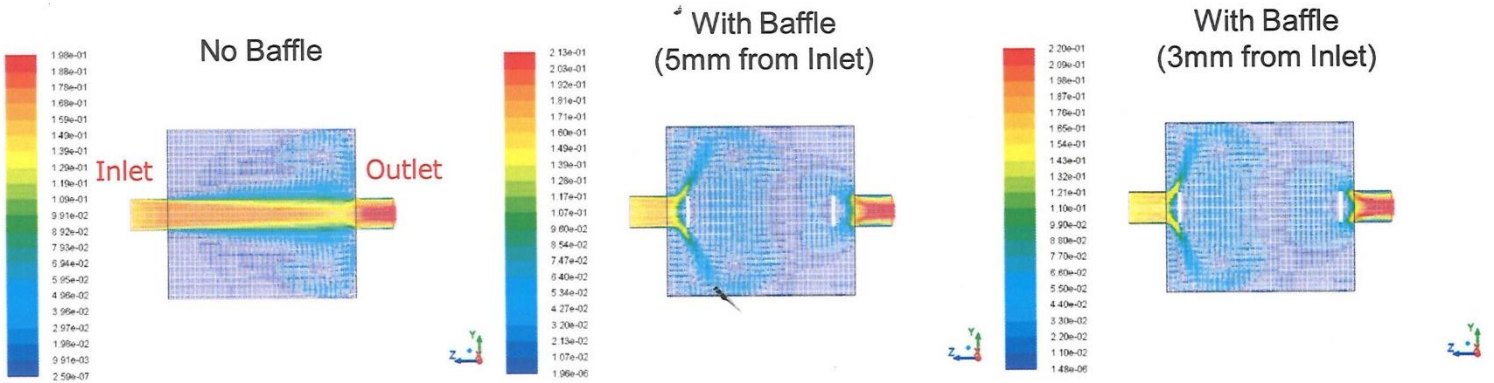 No Baffle
With Baffle
(5mm from Inlet)
With Baffle
(3mm from Inlet)
1.98e-01
1.88e-01
1.78e-01
1.68e-01
1.59e-01
1.49e-01
1.39e-01
1.29e-01
1.19e-01
1.09e-01
9.91e-02
8.92e-02
7.93e-02
6.94e-02
5.95e-02
4.96e-02
3.96e-02
2.97e-02
1.98e-02
9.91e-03
2.59e-07
Inlet
Outlet
Y
Z
X
2.13e-01
2.03e-01
1.92e-01
1.81e-01
1.71e-01
1.60e-01
1.49e-01
1.39e-01
1.28e-01
1.17e-01
1.07e-01
9.60e-02
8.54e-02
7.47e-02
6.40e-02
5.34e-02
4.27e-02
3.20e-02
2.13e-02
1.07e-02
1.96e-06
Y
Z
X
2.20e-01
2.09e-01
1.98e-01
1.87e-01
1.76e-01
1.65e-01
1.54e-01
1.43e-01
1.32e-01
1.21e-01
1.10e-01
9.90e-02
8.80e-02
7.70e-02
6.60e-02
5.50e-02
4.40e-02
3.30e-02
2.20e-02
1.10e-02
1.48e-06
Y
Z
X